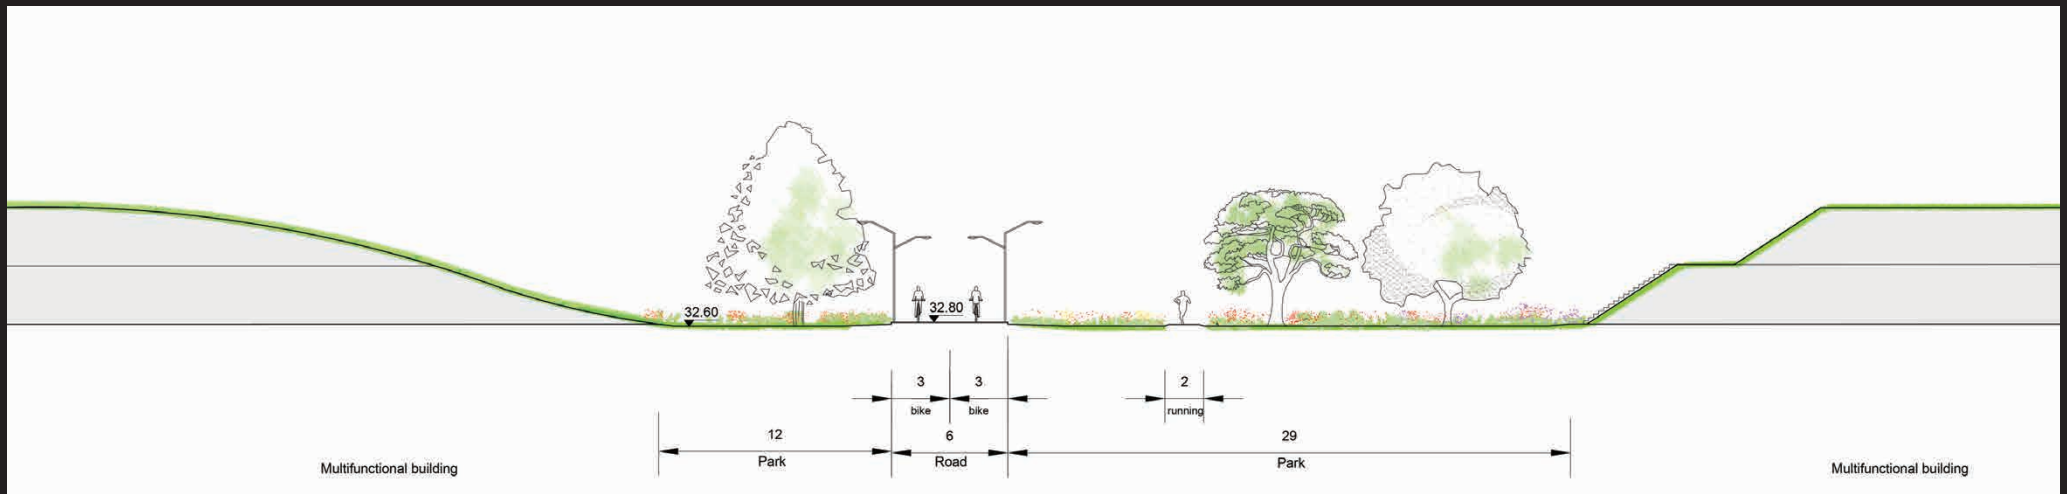 32.60
32.80
3
3
2
bike
bike
running
12
6
29
Park
Road
Park
Multifunctional building
Multifunctional building